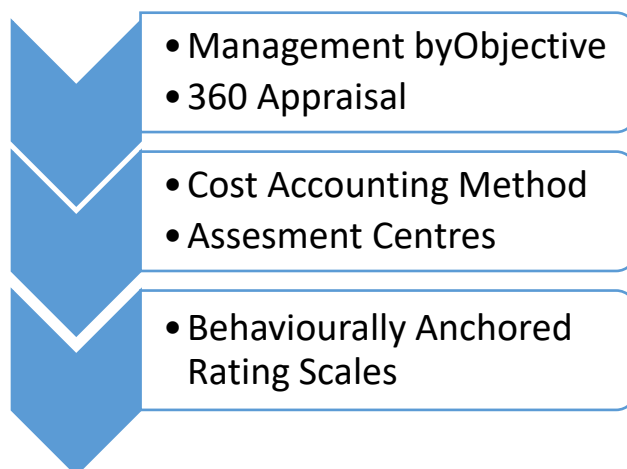 • Management byObjective
• 360 Appraisal
• Cost Accounting Method
• Assesment Centres
• Behaviourally Anchored
Rating Scales